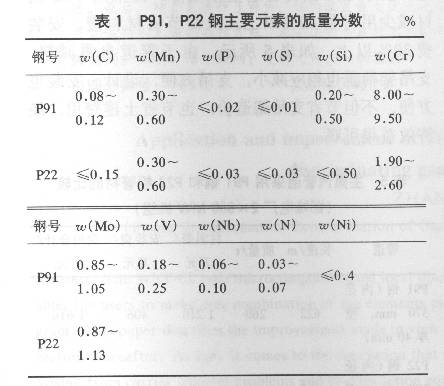 表 1 P91，P22 钢主要元素的质量分数 %
钢号 w(C) w(Mn) w(P) w(S) w(Si) w(Cr)
0.08～ 0.30～ 0.20～ 8.00～
P91 ≤0.02 ≤0.01
0.12 0.60 0.50 9.50
0.30～ 1.90～
P22 ≤0.15 ≤0.03 ≤0.03 ≤0.50
0.60 2.60
钢号 w(Mo) w(V) w(Nb) w(N) w(Ni)
0.85～ 0.18～ 0.06～ 0.03～
P91 ≤0.4
1.05 0.25 0.10 0.07
0.87～
P22
1.13